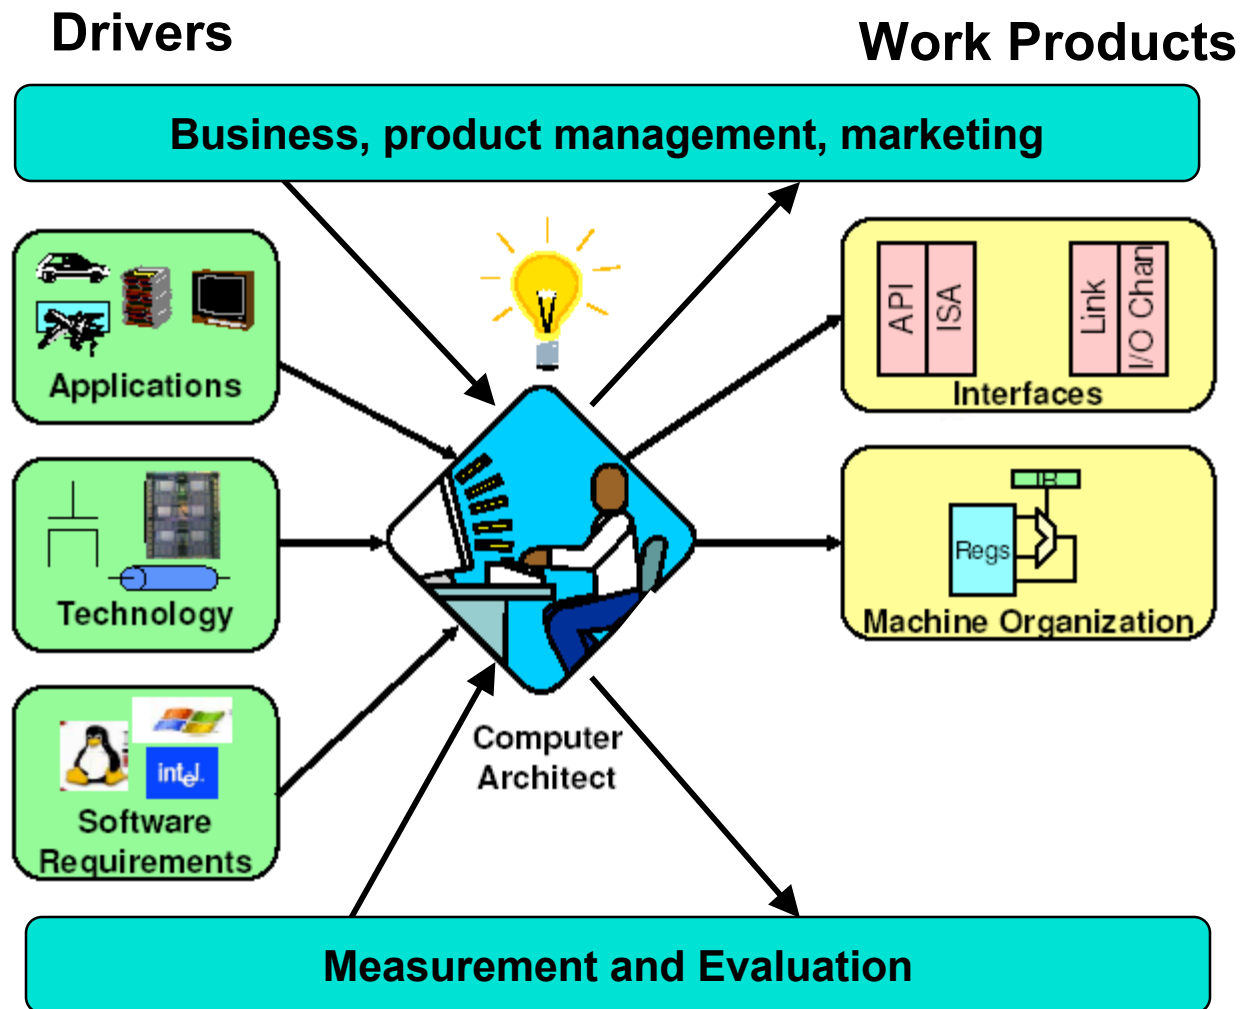 Drivers
Work Products
Business, product management, marketing
Applications
API
ISA
Link
I/O Chan
Interfaces
Technology
IR
Regs
Machine Organization
intel.
Software
Requirements
Computer
Architect
Measurement and Evaluation